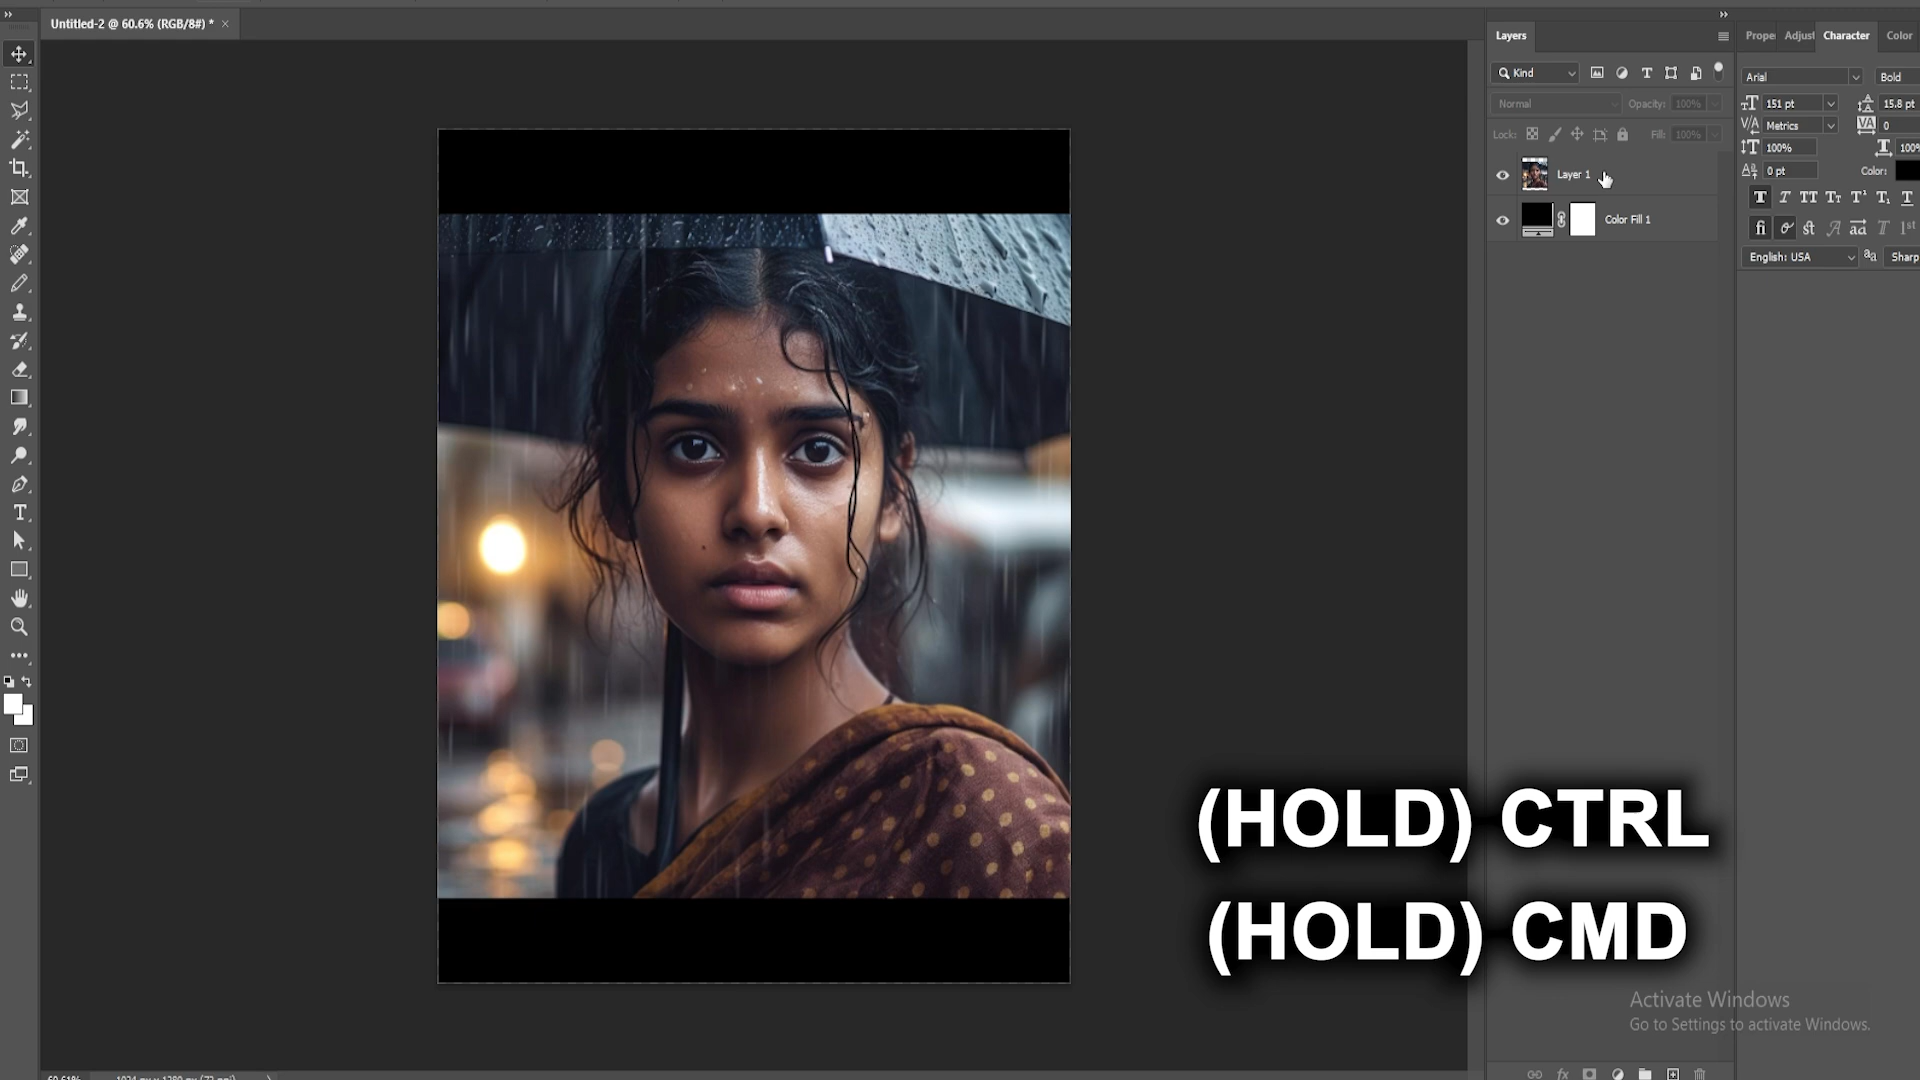 Untitled-2 @ 60.6% (RGB/8#) *
Layers
Prope
Adjust
Character
Color
Kind
Arial
Bold
Normal
Opacity: 100%
151 pt
15.8 pt
Metrics
0
Lock:
Fill: 100%
100%
100%
0 pt
Color:
Layer 1
Color Fill 1
English: USA
Sharp
(HOLD) CTRL
(HOLD) CMD
Activate Windows
Go to Settings to activate Windows.